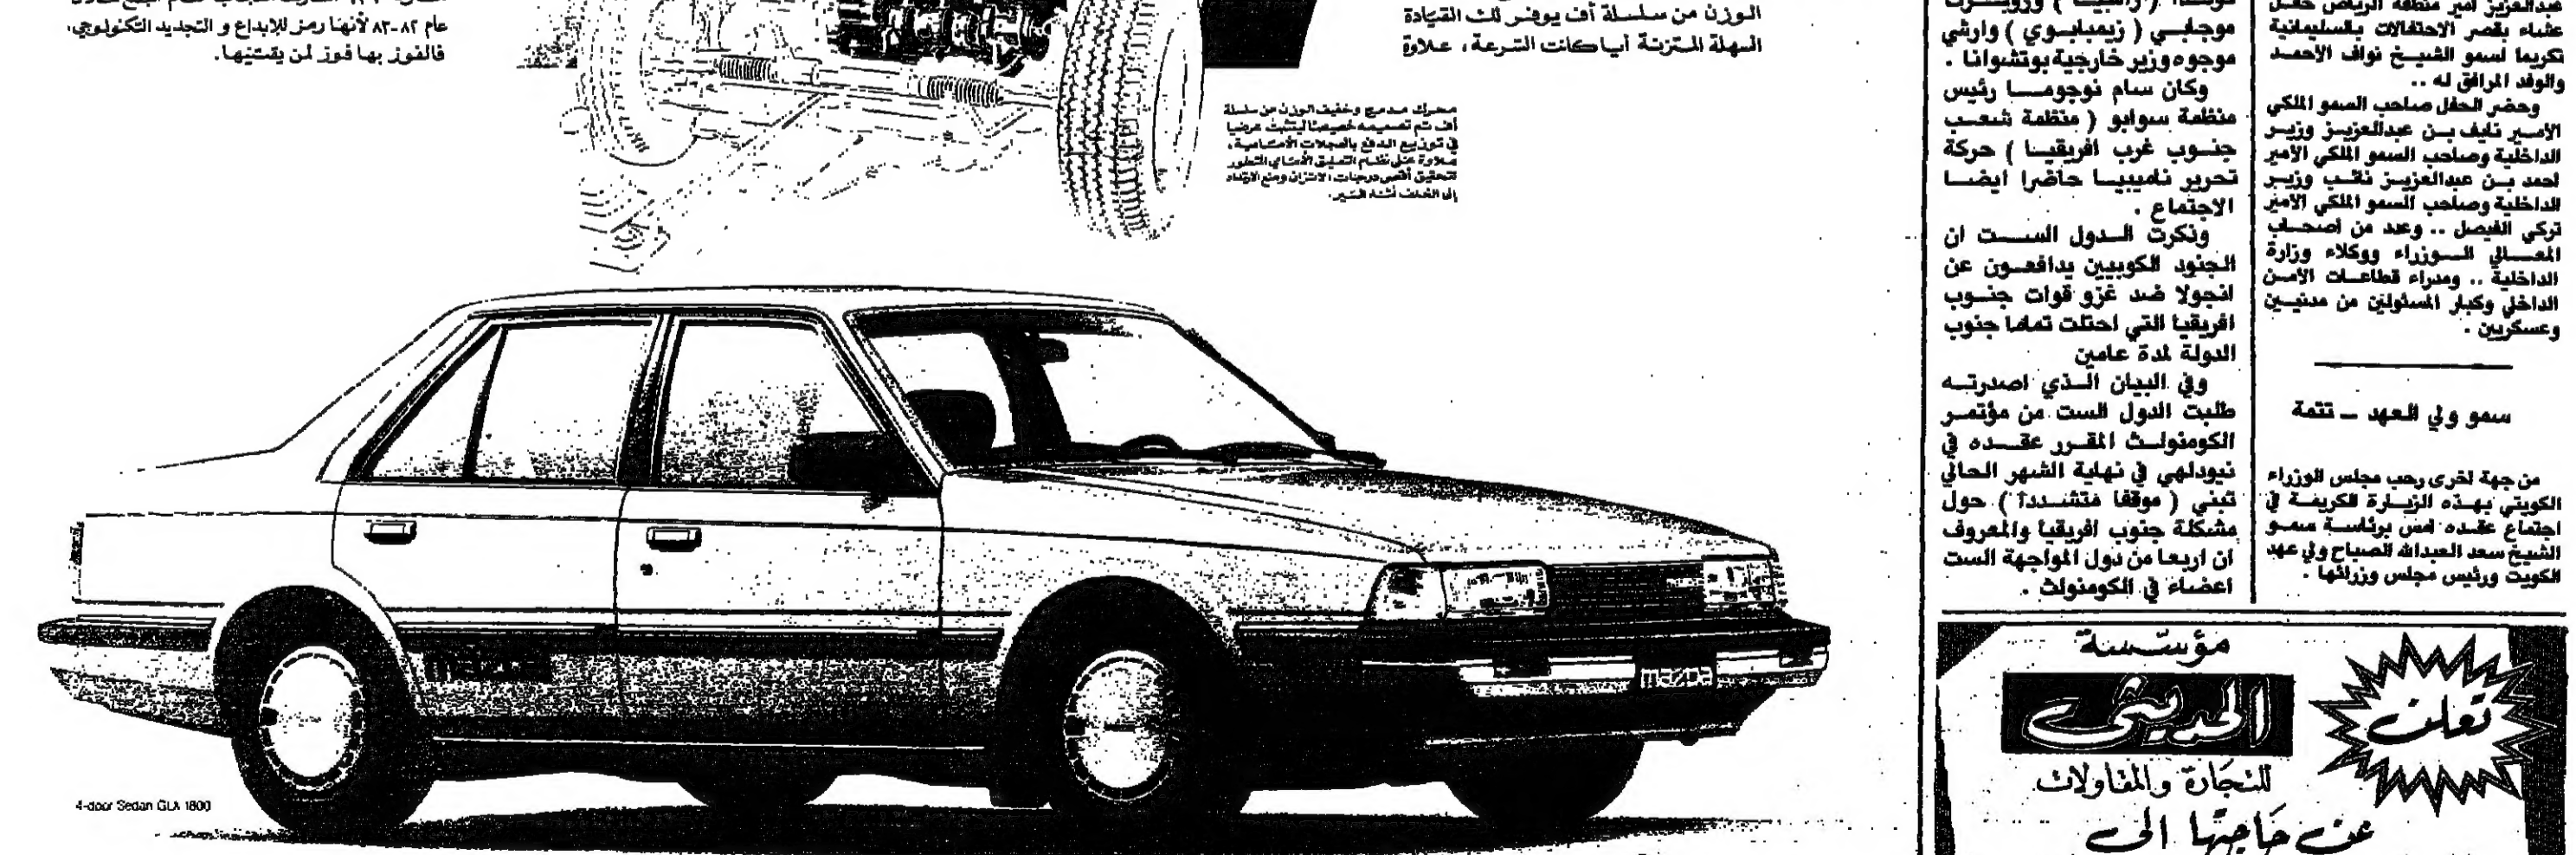 عبدالعزيز امير منطقة الرياض حفل
عشاء بقصر الاحتفالات بالسليمانية
تكريما لسمو الشيخ نواف الاحمد
والوفد المرافق له ..
وحضر الحفل صاحب السمو الملكي
الامير نايف بن عبدالعزيز وزير
الداخلية وصاحب السمو الملكي الامير
احمد بن عبدالعزيز نائب وزير
الداخلية وصاحب السمو الملكي الامير
تركي الفيصل .. وعدد من أصحاب
المعالي الوزراء ووكلاء وزارة
الداخلية .. ومدراء قطاعات الأمن
الداخلي وكبار المسئولين من مدنيين
وعسكريين .
سمو ولي العهد ــ تتمة
من جهة اخرى رحب مجلس الوزراء
الكويتي بهذه الزيارة الكريمة في
اجتماع عقده امس برئاسة سمو
الشيخ سعد العبدالله الصباح ولي عهد
الكويت ورئيس مجلس وزرائها .
موجابي ( زيمبابوي ) وارشي
موجوه وزير خارجية بوتشوانا .
وكان سام نوجوما رئيس
منظمة سوابو ( منظمة شعب
جنوب غرب افريقيا ) حركة
تحرير ناميبيا حاضرا ايضا
الاجتماع .
ونكرت الدول الست ان
الجنود الكوبيين يدافعون عن
انجولا ضد غزو قوات جنوب
افريقيا التي احتلت تماما جنوب
الدولة لمدة عامين
وفي البيان الذي اصدرته
طلبت الدول الست من مؤتمر
الكومنولث المقرر عقده في
نيودلهي في نهاية الشهر الحالي
تبني ( موقفا متشددا ) حول
مشكلة جنوب افريقيا والمعروف
ان اربعا من دول المواجهة الست
اعضاء في الكومنولث .
الوزن من سلسلة أف يوفر لك القيادة
السهلة المتزنة أيا كانت السرعة ، علاوة
محرك مدمج وخفيف الوزن من سلسلة
أف تم تصميمه خصيصا ليثبت عرضيا
في توزيع الدفع بالعجلات الأمامية ،
علاوة على نظام التعليق الأمامي المتطور
لتحقيق أقصى درجات الاتزان ومنع الارتداد
إلى الخلف أثناء السير.
عام ٨٢-٨٣ لأنها رمز للإبداع و التجديد التكنولوجي،
فالفوز بها فوز لمن يقتنيها.
mazda
mazda
4-door Sedan GLX 1800
مؤسسة
الحديثي
تعلن
للتجارة والمقاولات
عن حاجتها الى